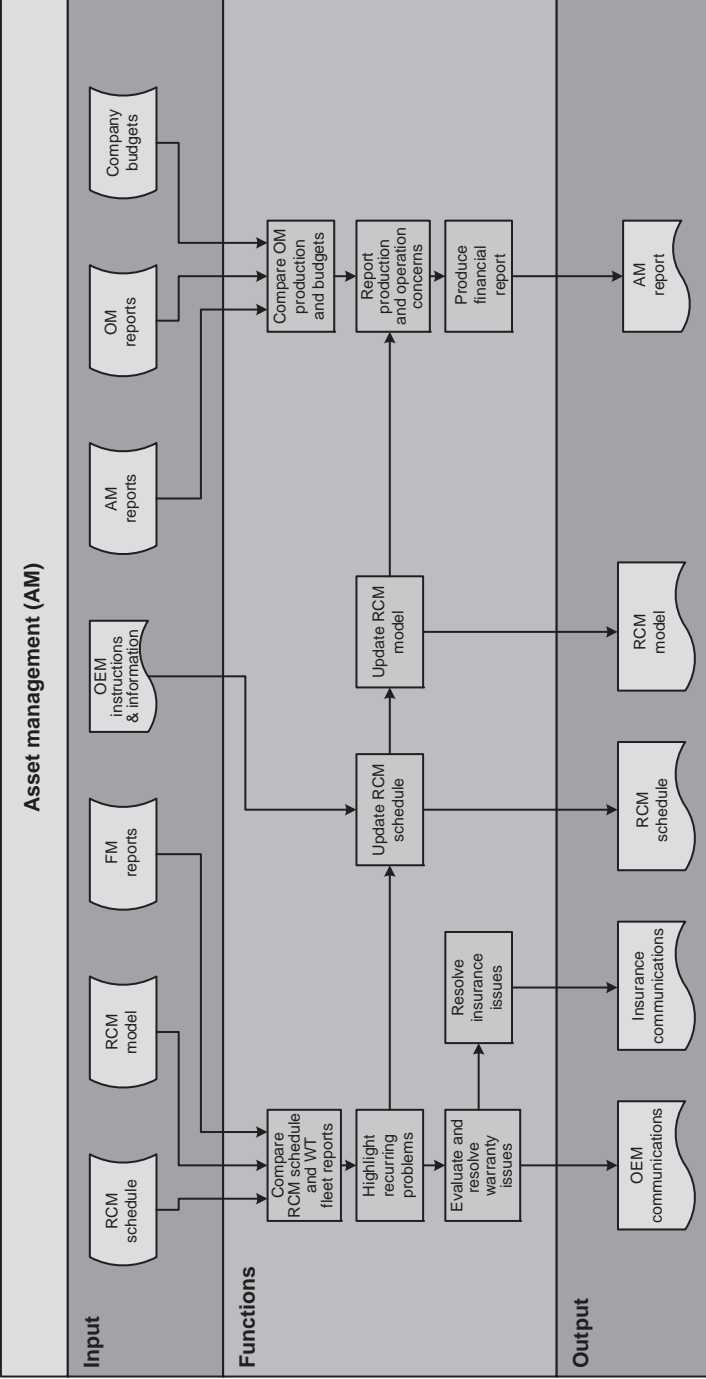 Asset management (AM)
Input
RCM
schedule
RCM
model
FM
reports
OEM
instructions
& information
AM
reports
OM
reports
Company
budgets
Functions
Compare
RCM schedule
and WT
fleet reports
Compare OM
production
and budgets
Highlight
recurring
problems
Update RCM
schedule
Update RCM
model
Report
production
and operation
concerns
Evaluate and
resolve
warranty
issues
Resolve
insurance
issues
Produce
financial
report
Output
OEM
communications
Insurance
communications
RCM
schedule
RCM
model
AM
report